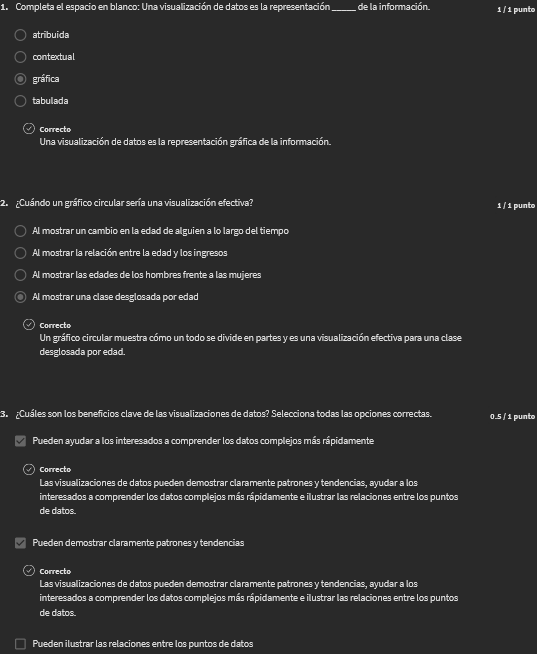 1. Completa el espacio en blanco: Una visualización de datos es la representación _____ de la información.
1 / 1 punto
atribuida
contextual
gráfica
tabulada
Correcto
Una visualización de datos es la representación gráfica de la información.
2. ¿Cuándo un gráfico circular sería una visualización efectiva?
1 / 1 punto
Al mostrar un cambio en la edad de alguien a lo largo del tiempo
Al mostrar la relación entre la edad y los ingresos
Al mostrar las edades de los hombres frente a las mujeres
Al mostrar una clase desglosada por edad
Correcto
Un gráfico circular muestra cómo un todo se divide en partes y es una visualización efectiva para una clase
desglosada por edad.
3. ¿Cuáles son los beneficios clave de las visualizaciones de datos? Selecciona todas las opciones correctas.
0.5 / 1 punto
Pueden ayudar a los interesados a comprender los datos complejos más rápidamente
Correcto
Las visualizaciones de datos pueden demostrar claramente patrones y tendencias, ayudar a los
interesados a comprender los datos complejos más rápidamente e ilustrar las relaciones entre los puntos
de datos.
Pueden demostrar claramente patrones y tendencias
Correcto
Las visualizaciones de datos pueden demostrar claramente patrones y tendencias, ayudar a los
interesados a comprender los datos complejos más rápidamente e ilustrar las relaciones entre los puntos
de datos.
Pueden ilustrar las relaciones entre los puntos de datos